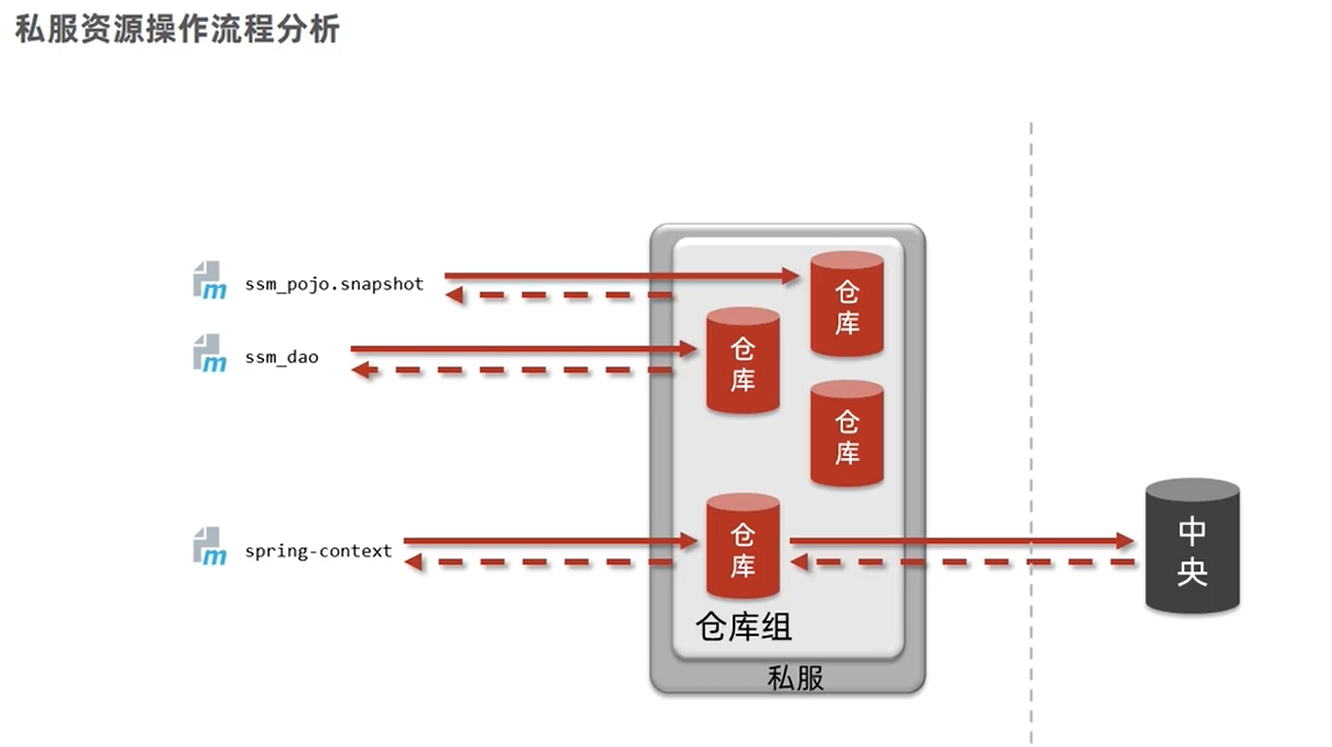 私服资源操作流程分析
m ssm_pojo.snapshot
仓库
m ssm_dao
仓库
仓库
m spring-context
仓库
中央
仓库组
私服